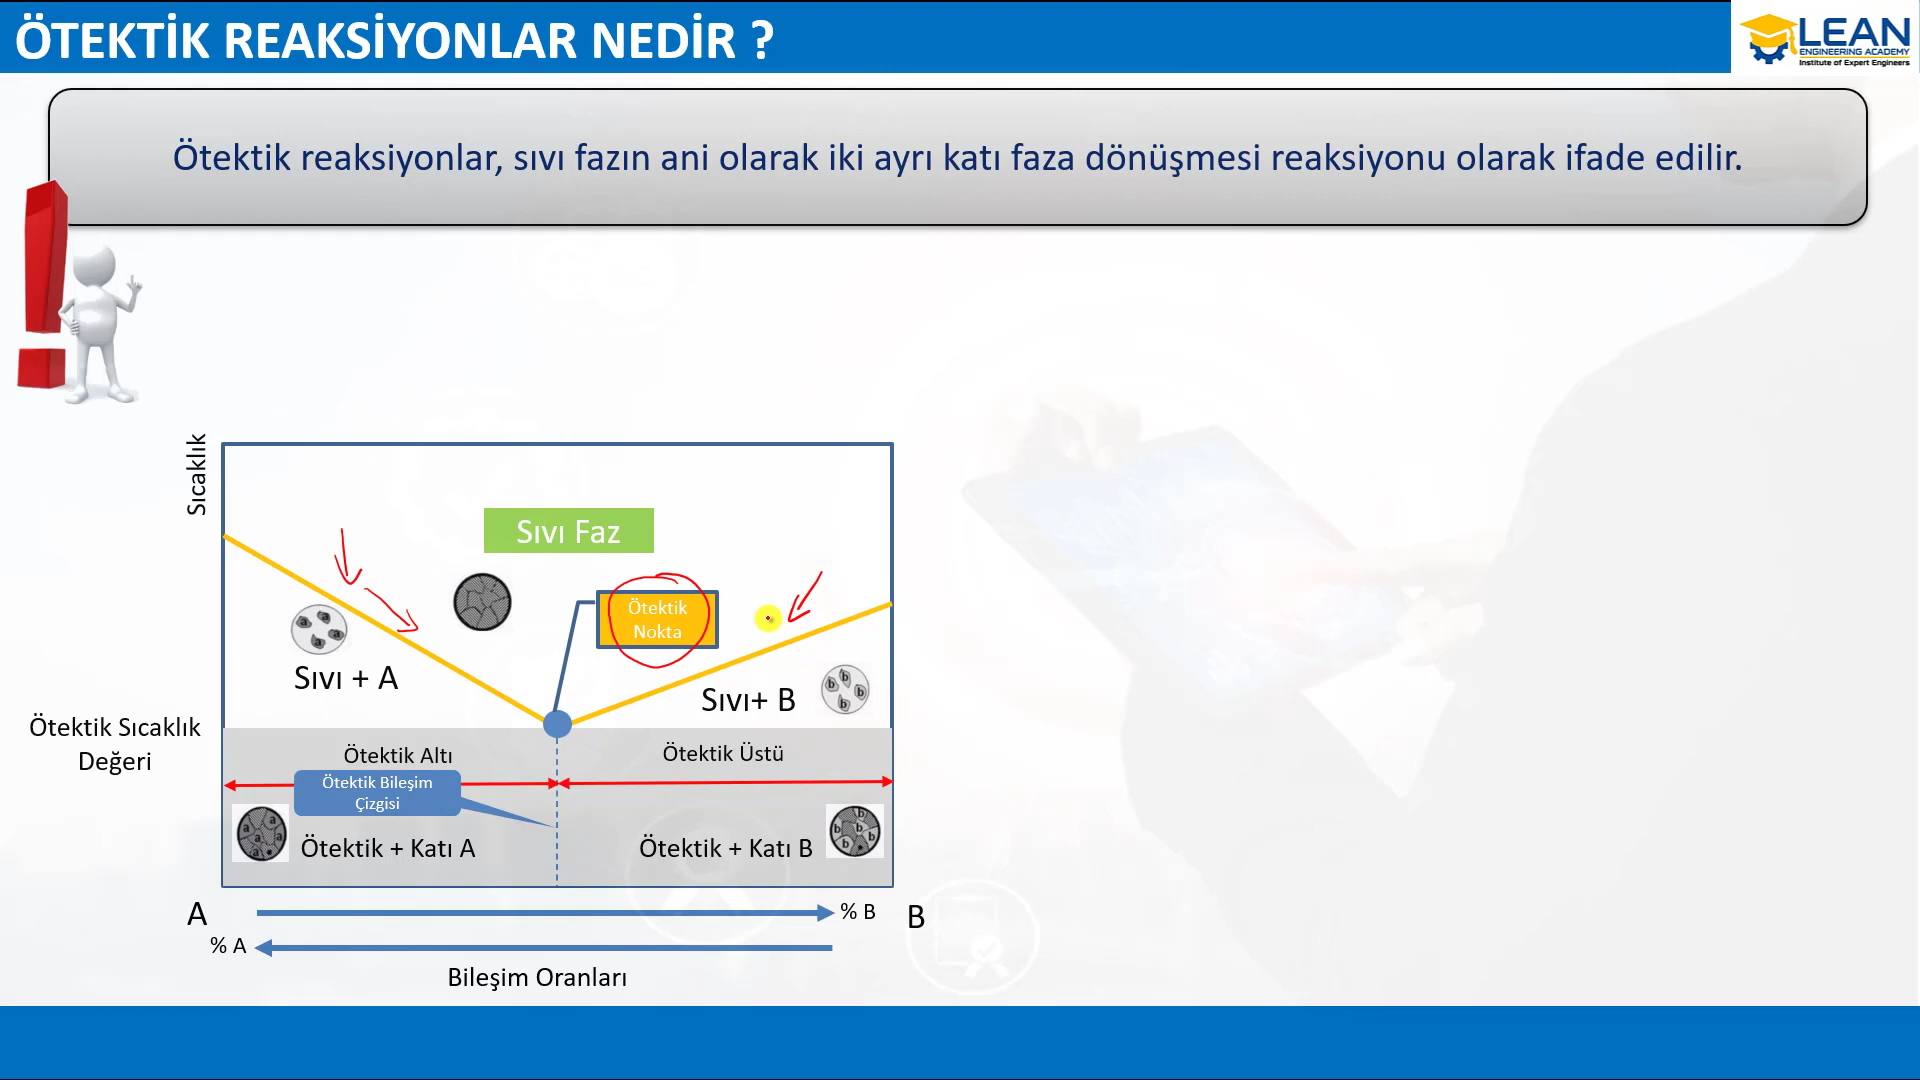 ÖTEKTİK REAKSİYONLAR NEDİR ?
LEAN
ENGINEERING ACADEMY
Institute of Expert Engineers
Ötektik reaksiyonlar, sıvı fazın ani olarak iki ayrı katı faza dönüşmesi reaksiyonu olarak ifade edilir.
Sıcaklık
Sıvı Faz
Ötektik
Nokta
a a a a
Sıvı + A
Sıvı+ B
b b b b
Ötektik Sıcaklık
Değeri
Ötektik Altı
Ötektik Üstü
Ötektik Bileşim
Çizgisi
a a a a a
Ötektik + Katı A
Ötektik + Katı B
b b b b b
A
% B
B
% A
Bileşim Oranları